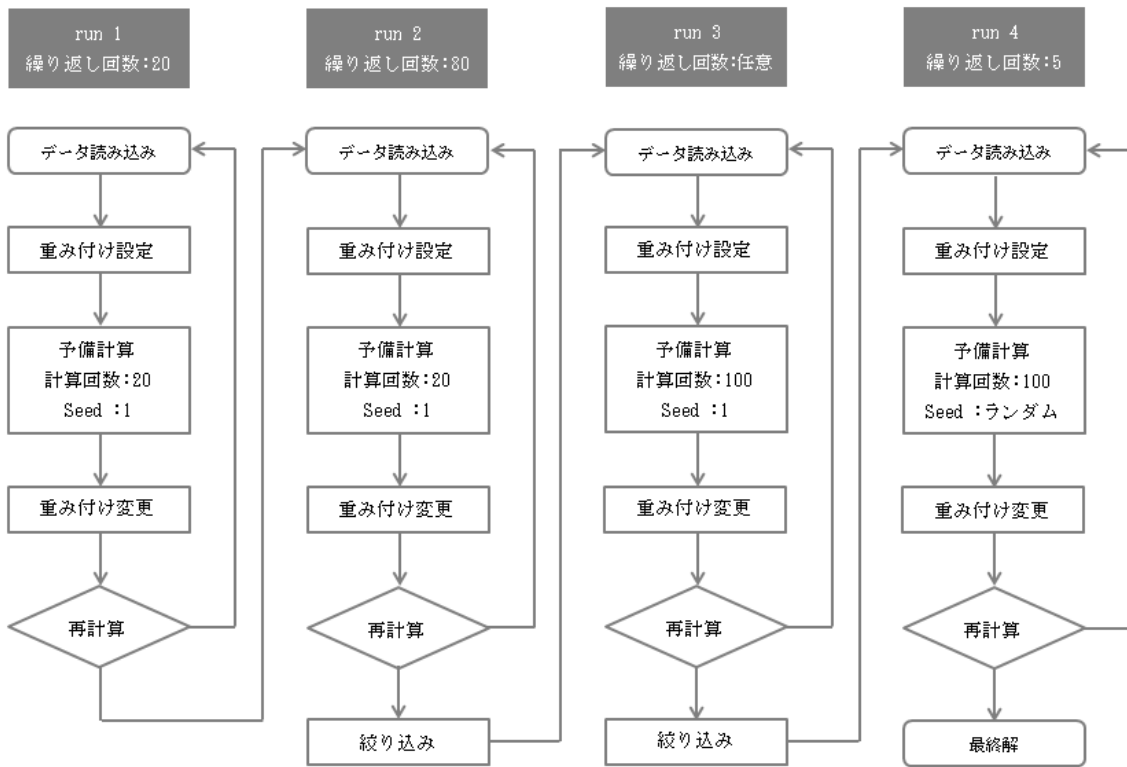 run 1
繰り返し回数:20
データ読み込み
重み付け設定
予備計算
計算回数:20
Seed :1
重み付け変更
再計算
run 2
繰り返し回数:80
データ読み込み
重み付け設定
予備計算
計算回数:20
Seed :1
重み付け変更
再計算
絞り込み
run 3
繰り返し回数:任意
データ読み込み
重み付け設定
予備計算
計算回数:100
Seed :1
重み付け変更
再計算
絞り込み
run 4
繰り返し回数:5
データ読み込み
重み付け設定
予備計算
計算回数:100
Seed :ランダム
重み付け変更
再計算
最終解